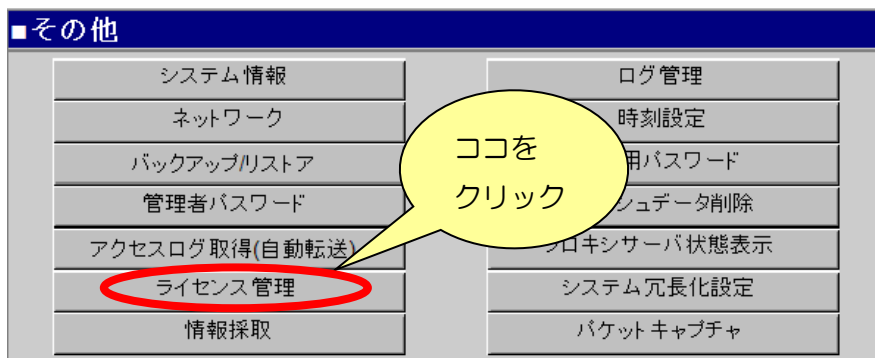 ■その他
システム情報
ログ管理
ネットワーク
時刻設定
バックアップ/リストア
用パスワード
管理者パスワード
シュデータ削除
アクセスログ取得(自動転送)
ロキシサーバ状態表示
ライセンス管理
システム冗長化設定
情報採取
パケットキャプチャ
ココを
クリック